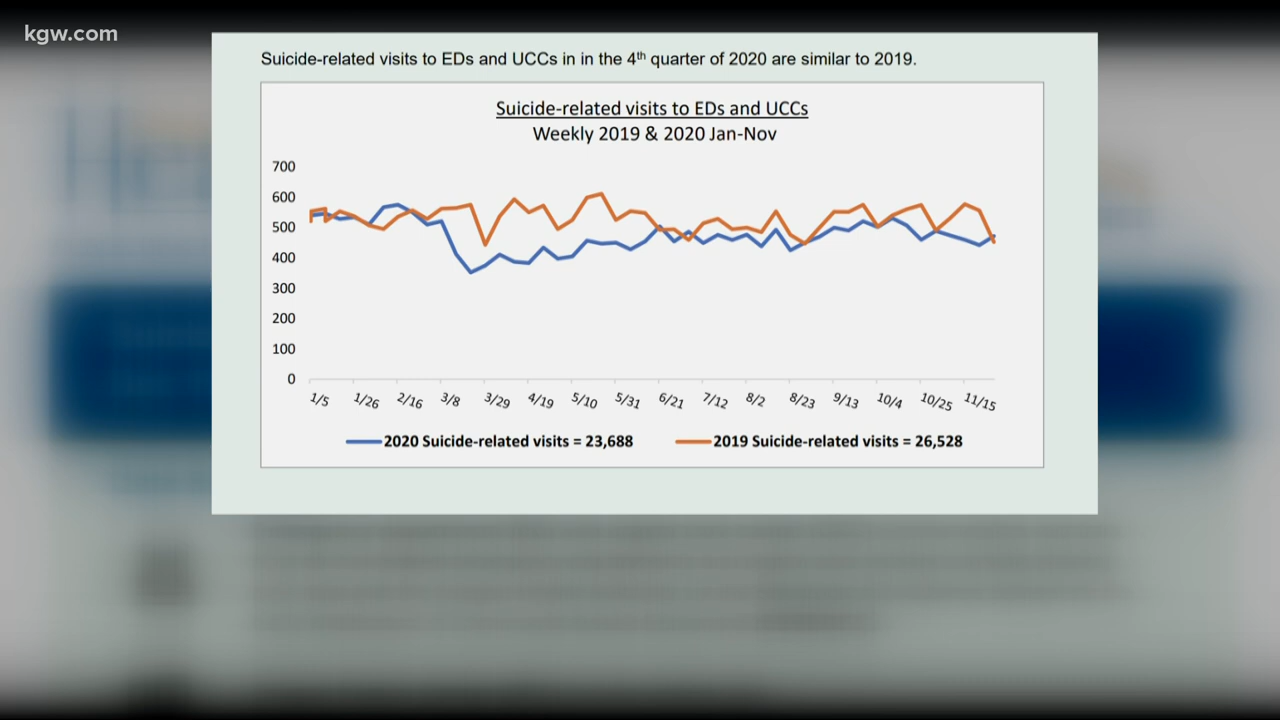 kgw.com
Suicide-related visits to EDs and UCCs in in the 4th quarter of 2020 are similar to 2019.
Suicide-related visits to EDs and UCCs
Weekly 2019 & 2020 Jan-Nov
700
600
500
400
300
200
100
0
1/5 1/26 2/16 3/8 3/29 4/19 5/10 5/31 6/21 7/12 8/2 8/23 9/13 10/4 10/25 11/15
2020 Suicide-related visits = 23,688 2019 Suicide-related visits = 26,528